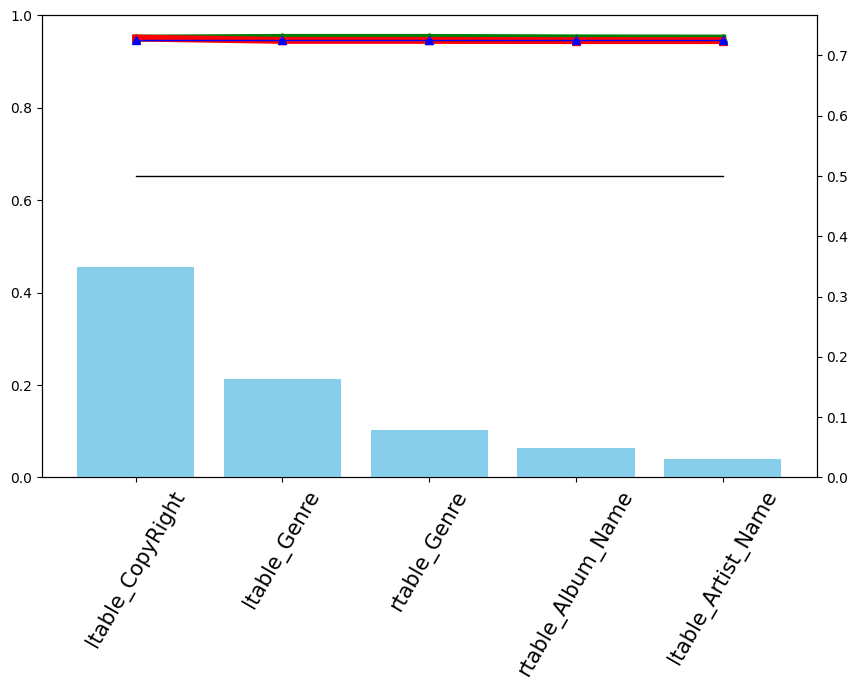 1.0
0.8
0.6
0.4
0.2
0.0
0.7
0.6
0.5
0.4
0.3
0.2
0.1
0.0
ltable_CopyRight
ltable_Genre
rtable_Genre
rtable_Album_Name
ltable_Artist_Name